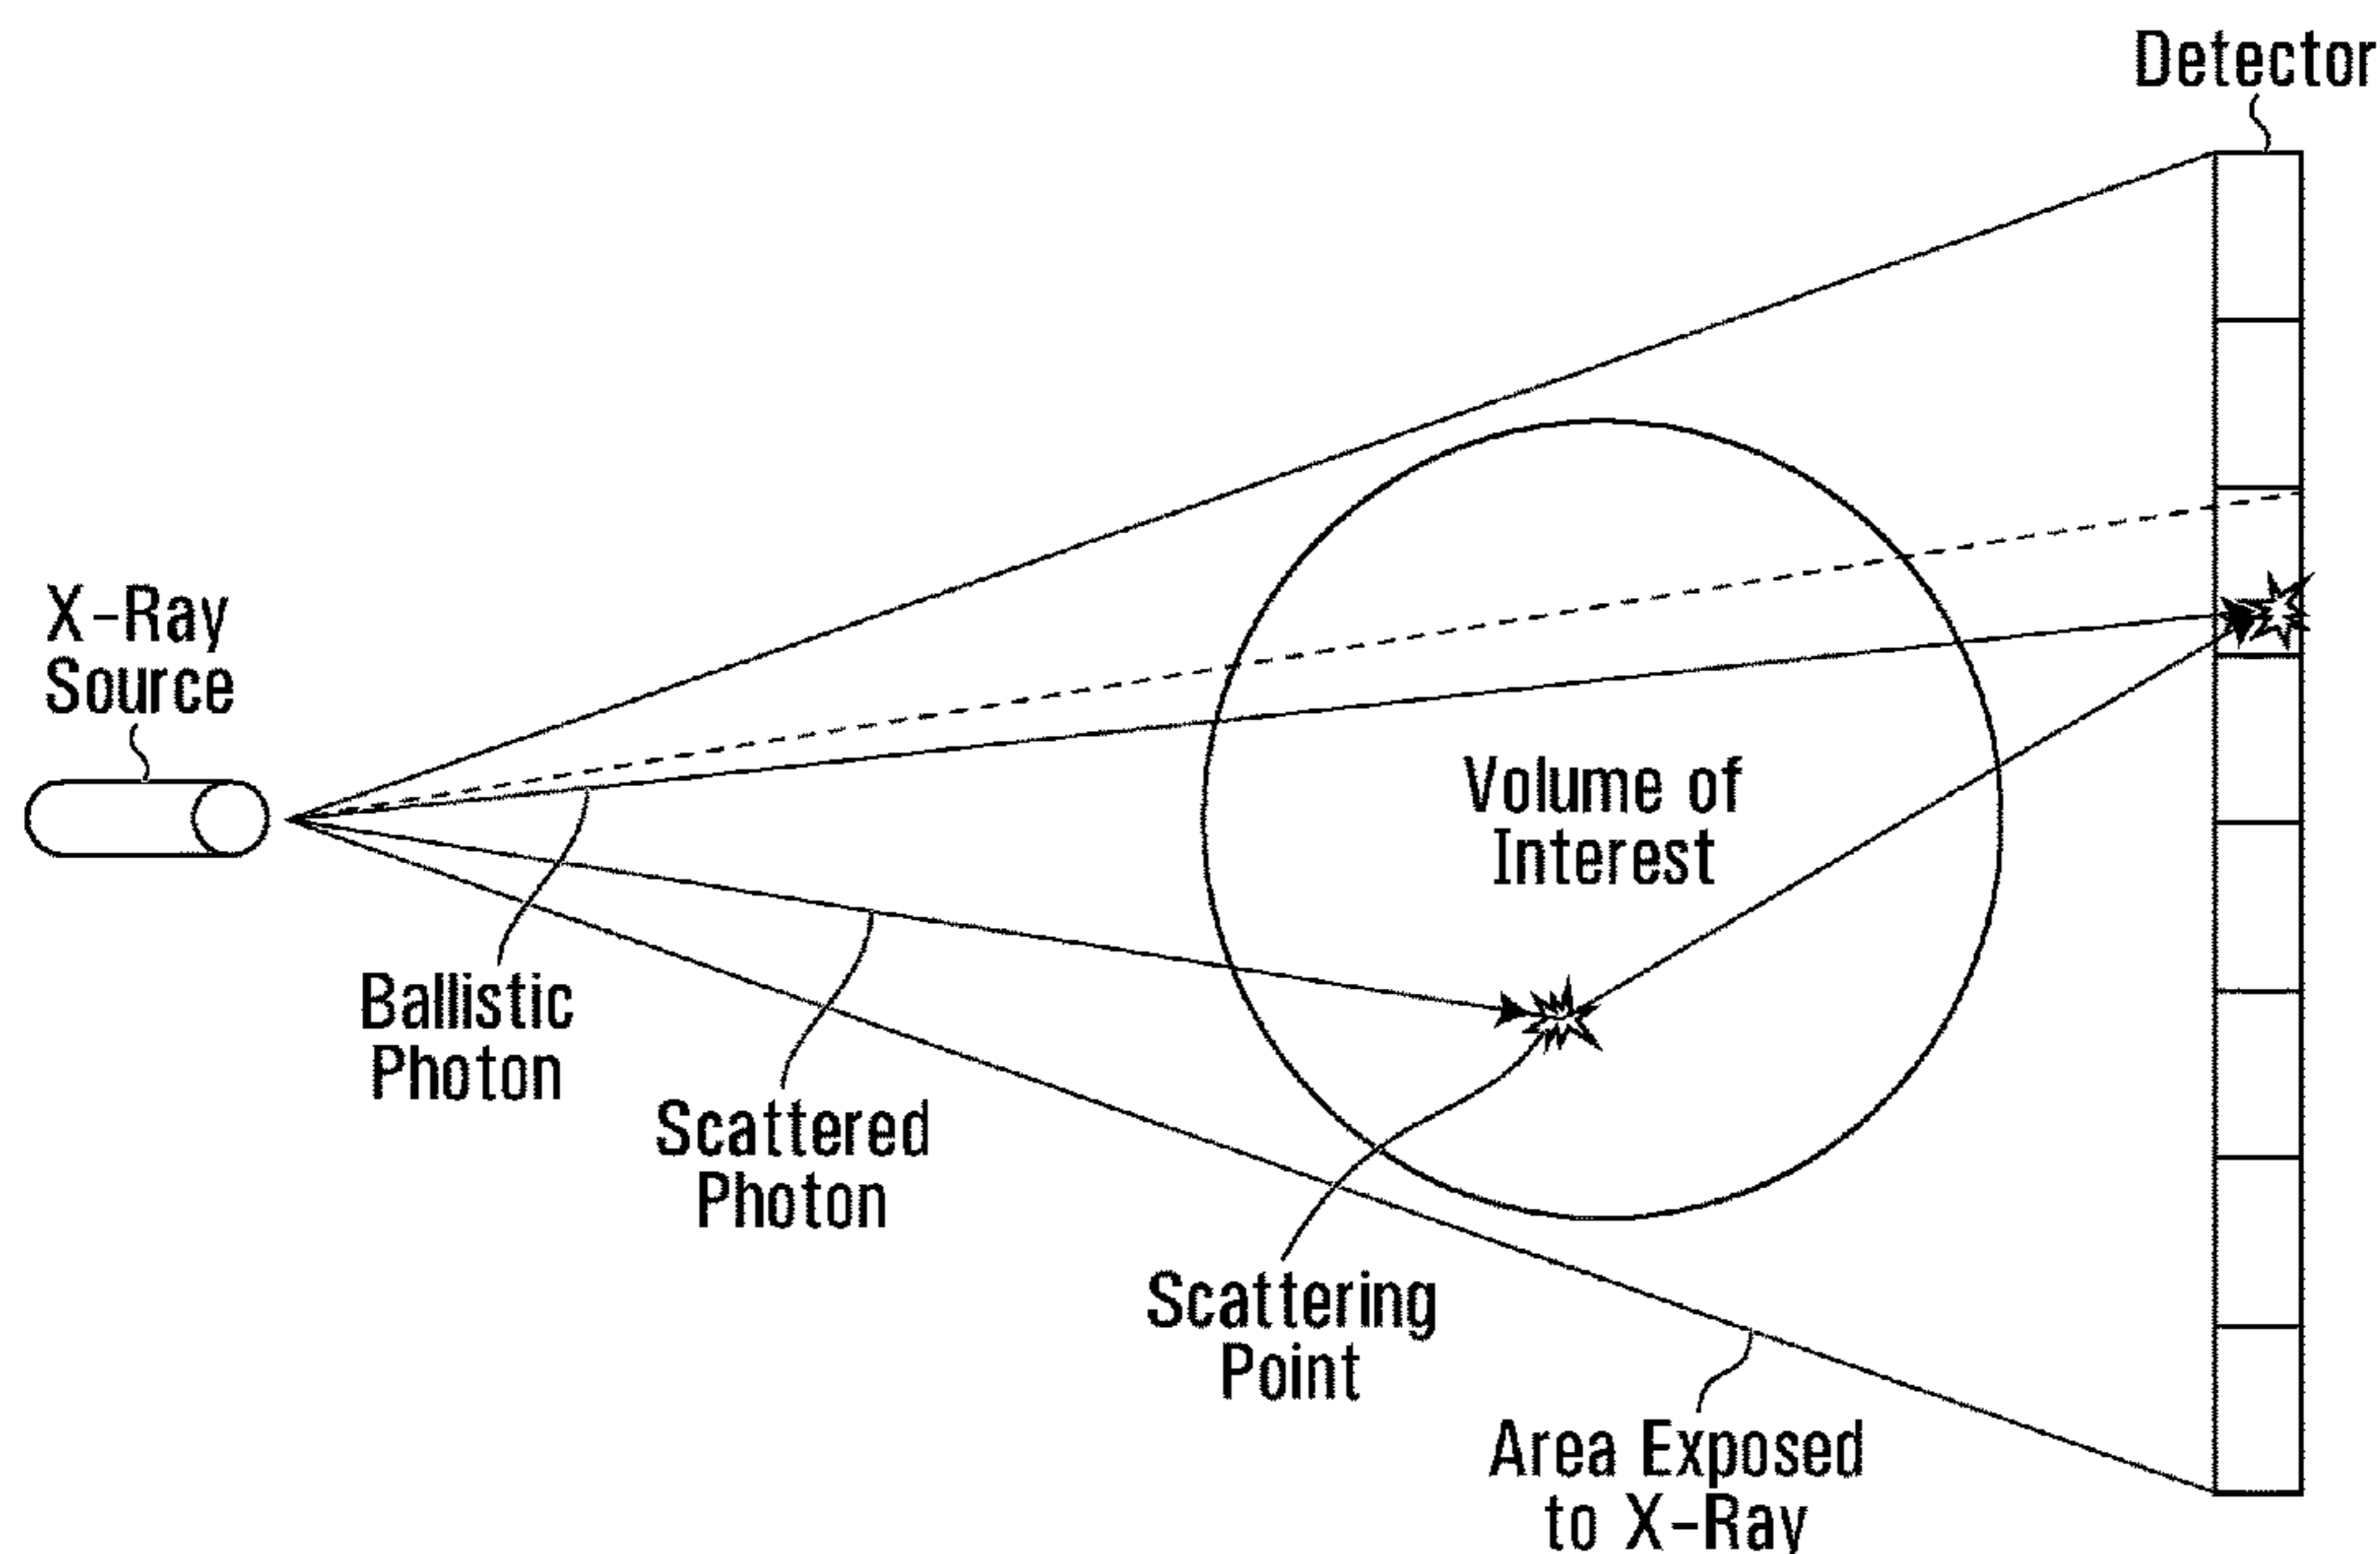 Detector
X-Ray
Source
Volume of
Interest
Ballistic
Photon
Scattered
Photon
Scattering
Point
Area Exposed
to X-Ray